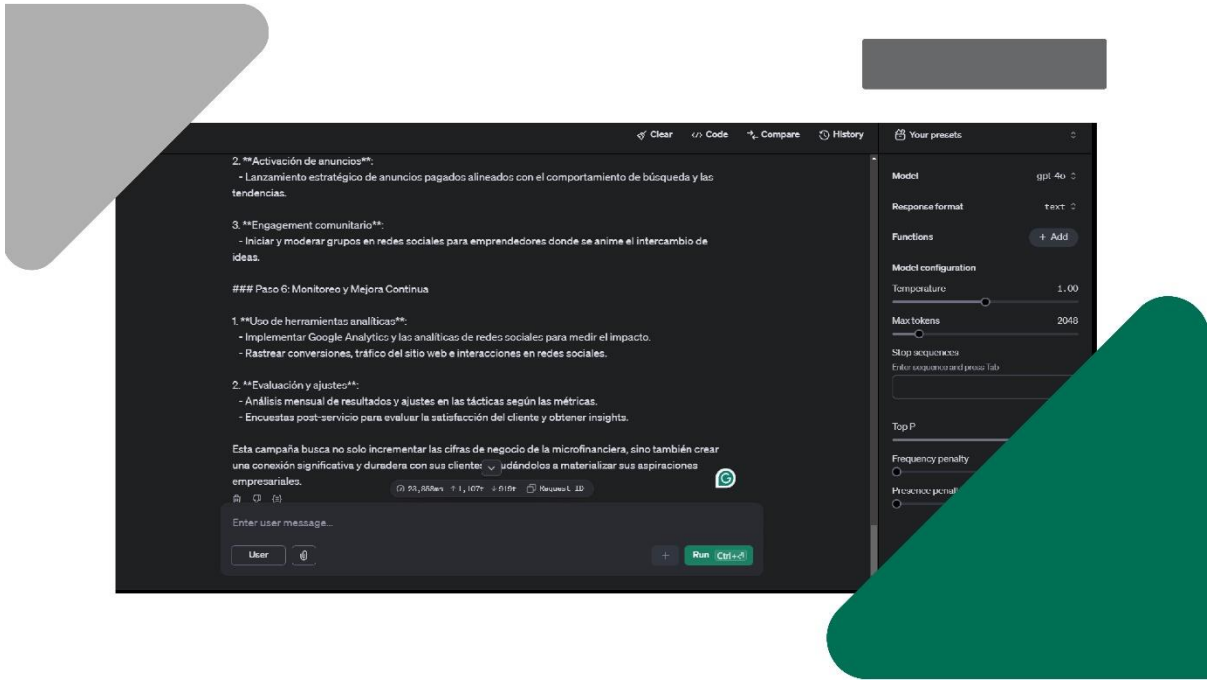 Clear
Code
Compare
History
Your presets
2. **Activación de anuncios**:
- Lanzamiento estratégico de anuncios pagados alineados con el comportamiento de búsqueda y las
tendencias.
3. **Engagement comunitario**:
- Iniciar y moderar grupos en redes sociales para emprendedores donde se anime el intercambio de
ideas.
### Paso 6: Monitoreo y Mejora Continua
1. **Uso de herramientas analíticas**:
- Implementar Google Analytics y las analíticas de redes sociales para medir el impacto.
- Rastrear conversiones, tráfico del sitio web e interacciones en redes sociales.
2. **Evaluación y ajustes**:
- Análisis mensual de resultados y ajustes en las tácticas según las métricas.
- Encuestas post-servicio para evaluar la satisfacción del cliente y obtener insights.
Esta campaña busca no solo incrementar las cifras de negocio de la microfinanciera, sino también crear
una conexión significativa y duradera con sus clientes udándolos a materializar sus aspiraciones
empresariales.
Request ID
Enter user message...
User
Run Ctrl+
Model gpt-4o
Response format text
Functions + Add
Model configuration
Temperature 1.00
Max tokens 2048
Stop sequences
Enter sequence and press Tab
Top P
Frequency penalty
Presence penal